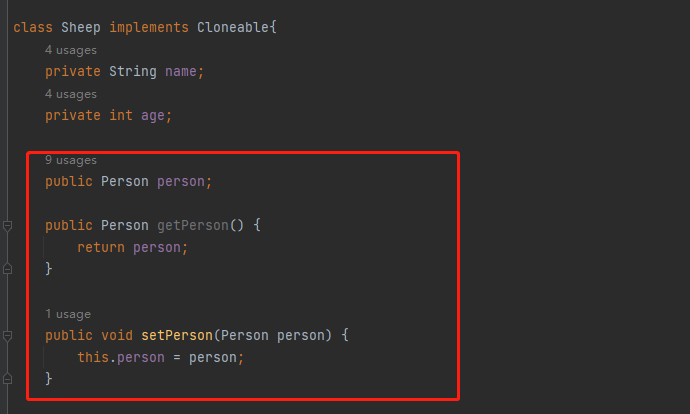 class Sheep implements Cloneable{
4 usages
private String name;
4 usages
private int age;
9 usages
public Person person;
public Person getPerson() {
return person;
}
1 usage
public void setPerson(Person person) {
this.person = person;
}